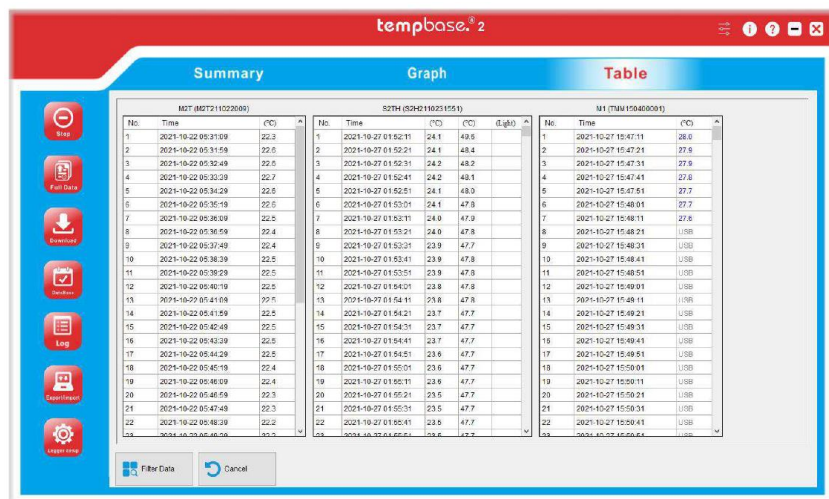 tempbase.® 2
Summary
Graph
Table
Stop
Full Data
Download
DataBase
Log
Export/Import
Logger setup
M2T (M2T211022009)
No. Time (°C)
1 2021-10-22 05:31:09 22.3
2 2021-10-22 05:31:59 22.6
3 2021-10-22 05:32:49 22.6
4 2021-10-22 05:33:39 22.7
5 2021-10-22 05:34:29 22.6
6 2021-10-22 05:35:19 22.6
7 2021-10-22 05:36:09 22.5
8 2021-10-22 05:36:59 22.4
9 2021-10-22 05:37:49 22.4
10 2021-10-22 05:38:39 22.5
11 2021-10-22 05:39:29 22.5
12 2021-10-22 05:40:19 22.5
13 2021-10-22 05:41:09 22.5
14 2021-10-22 05:41:59 22.5
15 2021-10-22 05:42:49 22.5
16 2021-10-22 05:43:39 22.5
17 2021-10-22 05:44:29 22.5
18 2021-10-22 05:45:19 22.4
19 2021-10-22 05:46:09 22.4
20 2021-10-22 05:46:59 22.3
21 2021-10-22 05:47:49 22.3
22 2021-10-22 05:48:39 22.2
S2TH (S2H2110231551)
No. Time (°C) (°C) (Light)
1 2021-10-27 01:52:11 24.1 49.6
2 2021-10-27 01:52:21 24.1 48.4
3 2021-10-27 01:52:31 24.2 48.2
4 2021-10-27 01:52:41 24.2 48.1
5 2021-10-27 01:52:51 24.1 48.0
6 2021-10-27 01:53:01 24.1 47.8
7 2021-10-27 01:53:11 24.0 47.9
8 2021-10-27 01:53:21 24.0 47.8
9 2021-10-27 01:53:31 23.9 47.7
10 2021-10-27 01:53:41 23.9 47.8
11 2021-10-27 01:53:51 23.9 47.8
12 2021-10-27 01:54:01 23.8 47.8
13 2021-10-27 01:54:11 23.8 47.8
14 2021-10-27 01:54:21 23.7 47.7
15 2021-10-27 01:54:31 23.7 47.7
16 2021-10-27 01:54:41 23.7 47.7
17 2021-10-27 01:54:51 23.6 47.7
18 2021-10-27 01:55:01 23.6 47.7
19 2021-10-27 01:55:11 23.6 47.7
20 2021-10-27 01:55:21 23.5 47.7
21 2021-10-27 01:55:31 23.5 47.7
22 2021-10-27 01:55:41 23.5 47.7
M1 (TMM150400001)
No. Time (°C)
1 2021-10-27 15:47:11 28.0
2 2021-10-27 15:47:21 27.9
3 2021-10-27 15:47:31 27.9
4 2021-10-27 15:47:41 27.8
5 2021-10-27 15:47:51 27.7
6 2021-10-27 15:48:01 27.7
7 2021-10-27 15:48:11 27.6
8 2021-10-27 15:48:21 USB
9 2021-10-27 15:48:31 USB
10 2021-10-27 15:48:41 USB
11 2021-10-27 15:48:51 USB
12 2021-10-27 15:49:01 USB
13 2021-10-27 15:49:11 USB
14 2021-10-27 15:49:21 USB
15 2021-10-27 15:49:31 USB
16 2021-10-27 15:49:41 USB
17 2021-10-27 15:49:51 USB
18 2021-10-27 15:50:01 USB
19 2021-10-27 15:50:11 USB
20 2021-10-27 15:50:21 USB
21 2021-10-27 15:50:31 USB
22 2021-10-27 15:50:41 USB
Filter Data
Cancel